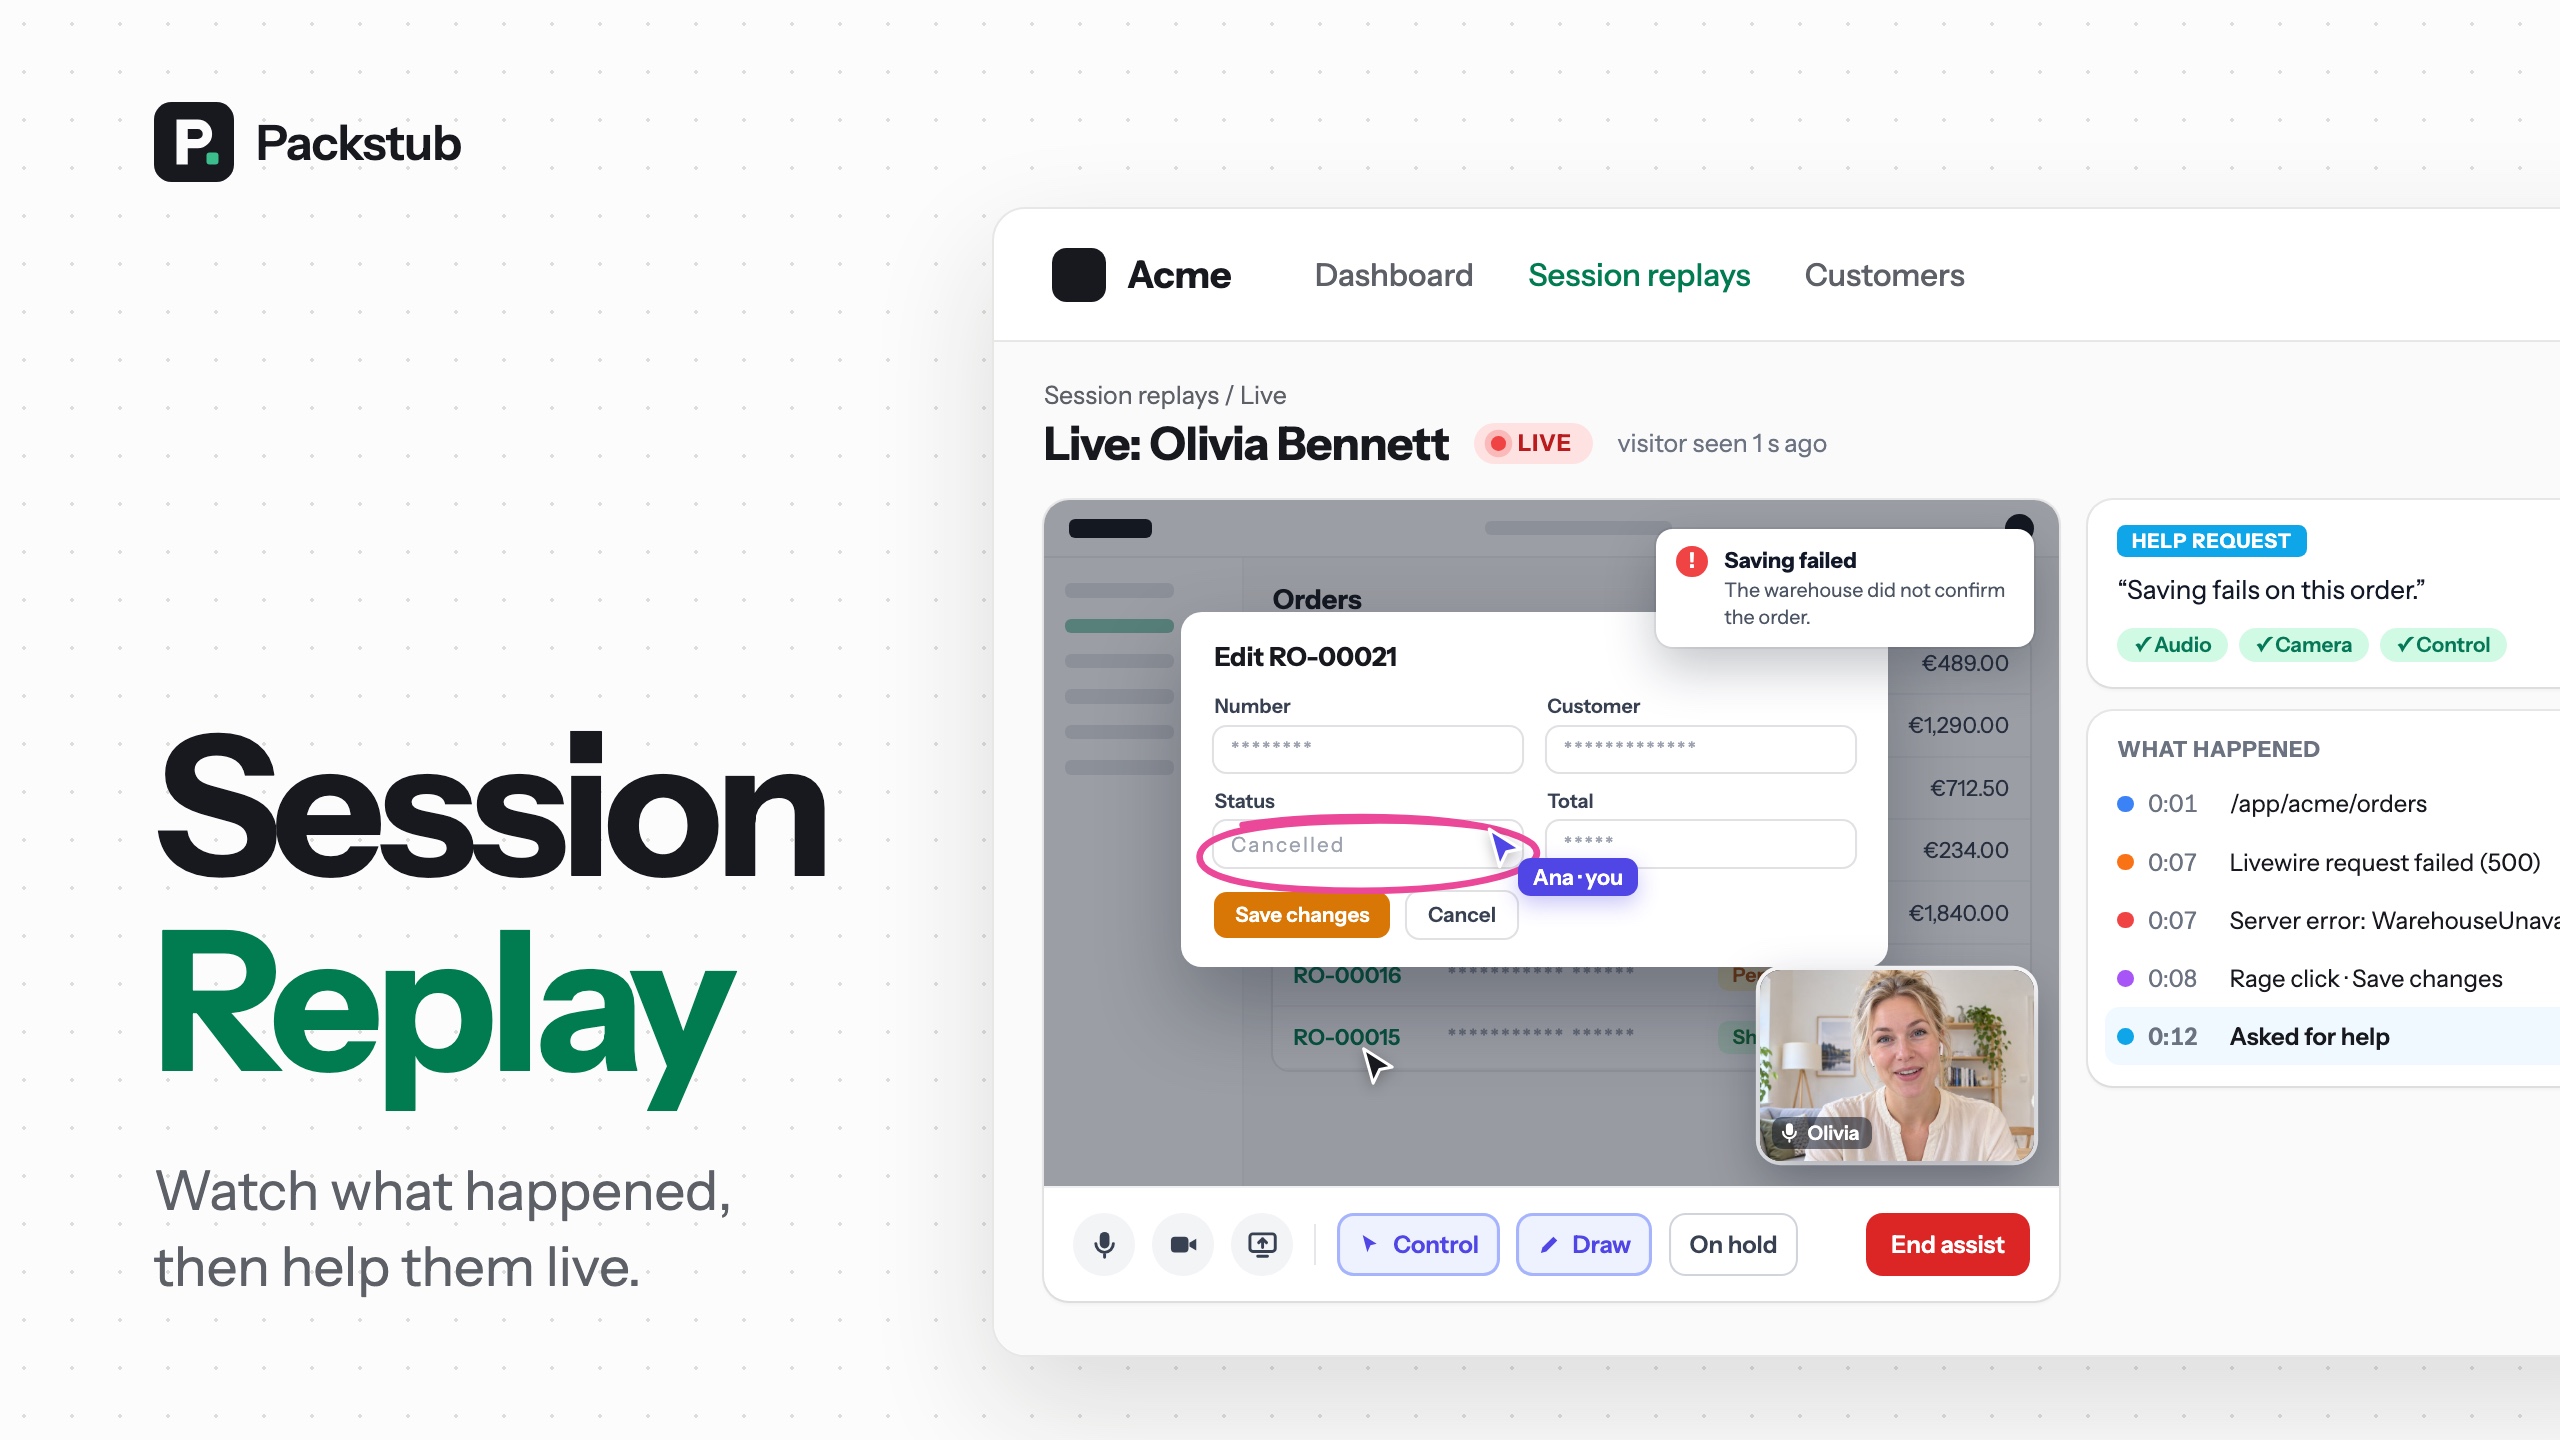 P.
Packstub
Session
Replay
Watch what happened,
then help them live.
Acme
Dashboard
Session replays
Customers
Session replays / Live
Live: Olivia Bennett
LIVE
visitor seen 1 s ago
Orders
Saving failed
The warehouse did not confirm
the order.
Edit RO-00021
Number
Customer
********
*************
Status
Total
Cancelled
*****
Ana · you
Save changes
Cancel
€489.00
€1,290.00
€712.50
€234.00
€1,840.00
RO-00016
*********** ******
RO-00015
*********** ******
Olivia
Control
Draw
On hold
End assist
HELP REQUEST
“Saving fails on this order.”
✓ Audio
✓ Camera
✓ Control
WHAT HAPPENED
0:01 /app/acme/orders
0:07 Livewire request failed (500)
0:07 Server error:
0:08 Rage click · Save changes
0:12 Asked for help